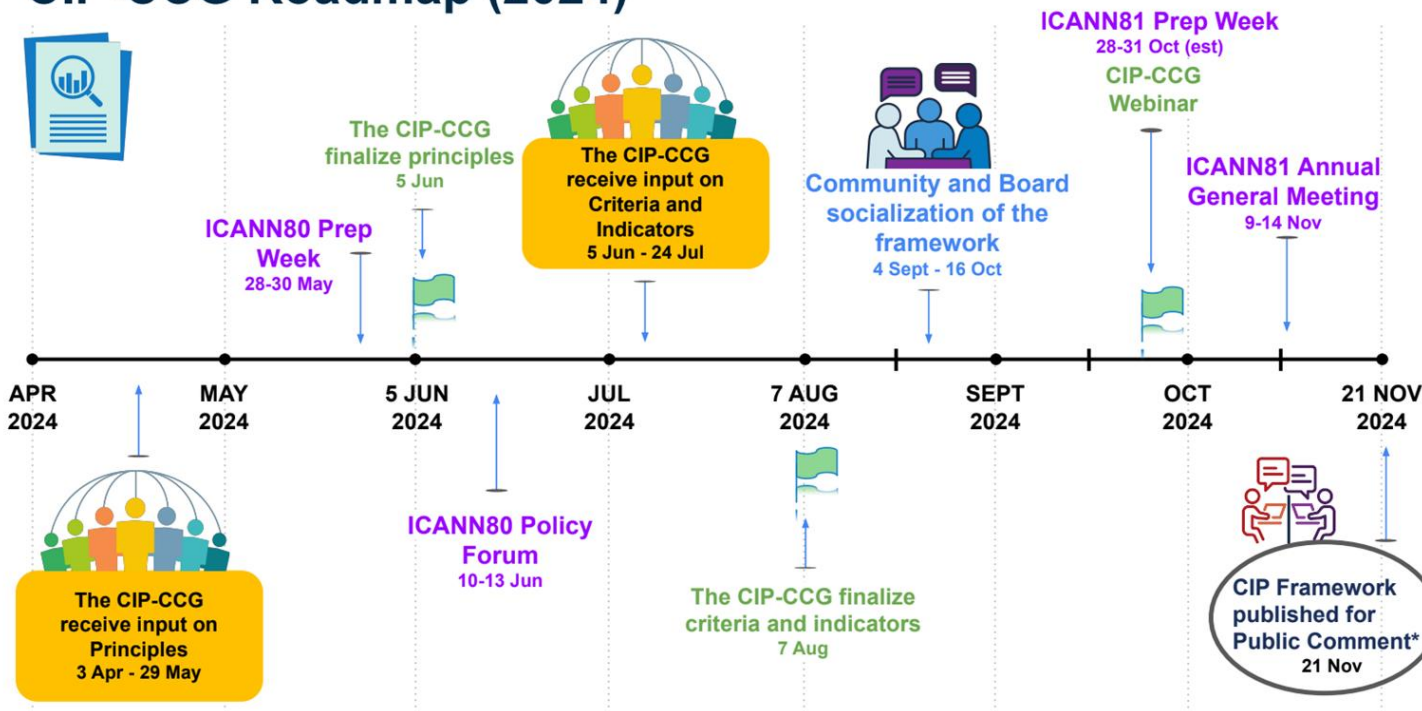 CIP-CCG Roadmap (2024)
ICANN81 Prep Week
28-31 Oct (est)
CIP-CCG
Webinar
The CIP-CCG
finalize principles
5 Jun
The CIP-CCG
receive input on
Criteria and
Indicators
5 Jun - 24 Jul
Community and Board
socialization of the
framework
4 Sept - 16 Oct
ICANN81 Annual
General Meeting
9-14 Nov
ICANN80 Prep
Week
28-30 May
APR
2024
MAY
2024
5 JUN
2024
JUL
2024
7 AUG
2024
SEPT
2024
OCT
2024
21 NOV
2024
The CIP-CCG
receive input on
Principles
3 Apr - 29 May
ICANN80 Policy
Forum
10-13 Jun
The CIP-CCG finalize
criteria and indicators
7 Aug
CIP Framework
published for
Public Comment*
21 Nov